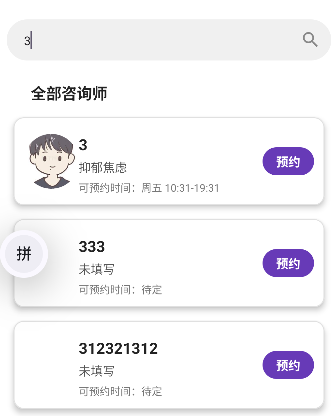 3
全部咨询师
3
抑郁焦虑
可预约时间：周五 10:31-19:31
预约
333
未填写
可预约时间：待定
预约
拼
312321312
未填写
可预约时间：待定
预约